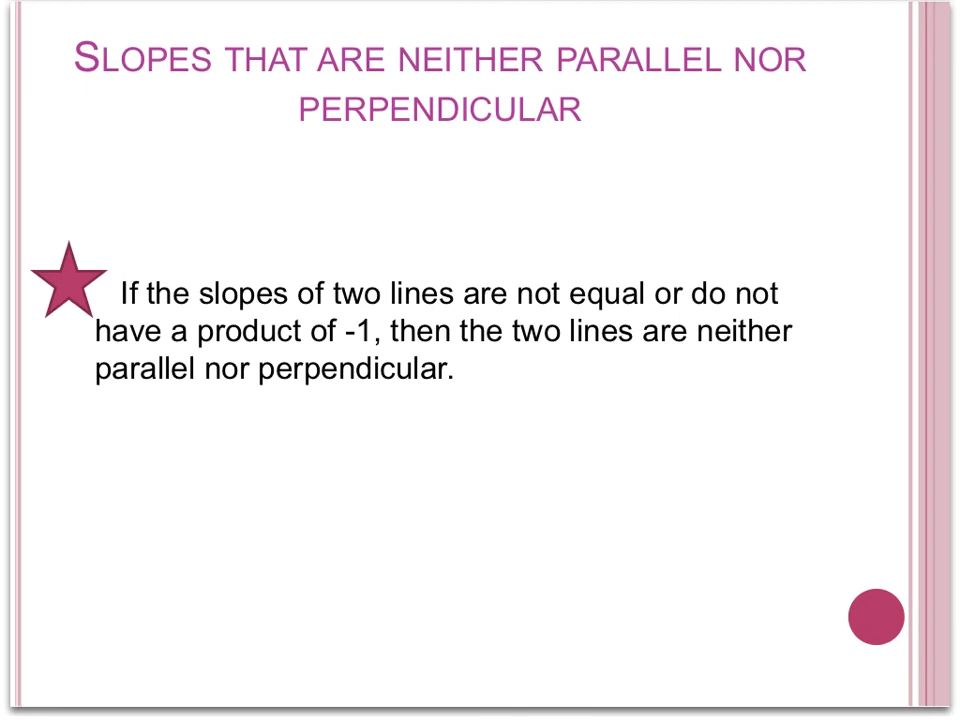 SLOPES THAT ARE NEITHER PARALLEL NOR
PERPENDICULAR
If the slopes of two lines are not equal or do not
have a product of -1, then the two lines are neither
parallel nor perpendicular.